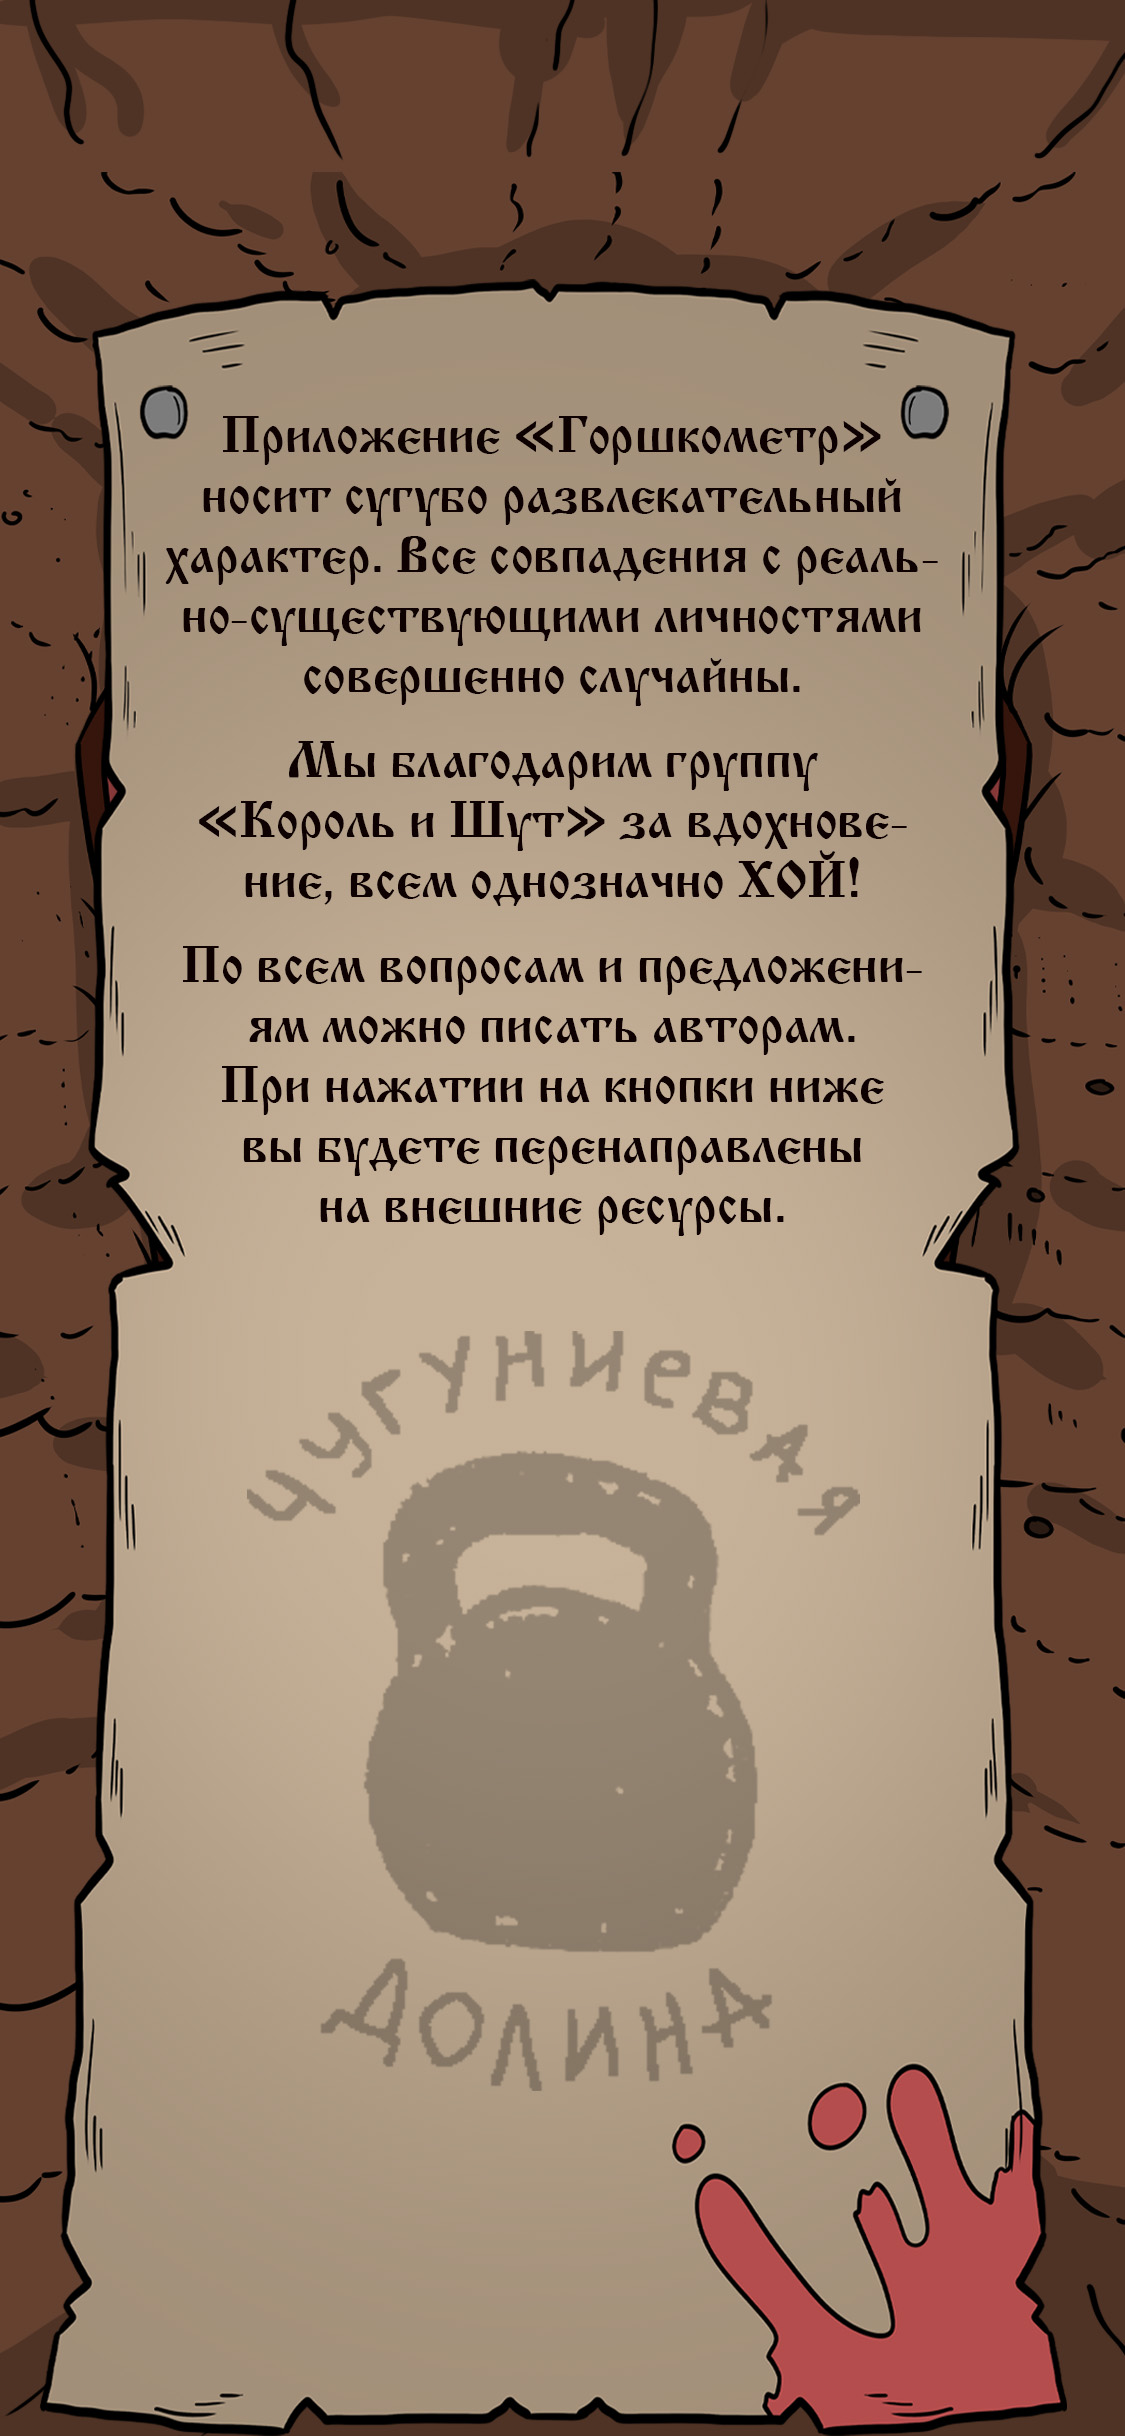 Приложение «Горшкометр»
носит сугубо развлекательный
характер. Все совпадения с реаль-
но-существующими личностями
совершенно случайны.
Мы благодарим группу
«Король и Шут» за вдохнове-
ние, всем однозначно ХОЙ!
По всем вопросам и предложени-
ям можно писать авторам.
При нажатии на кнопки ниже
вы будете перенаправлены
на внешние ресурсы.
ЧУГУНИеВАЯ
ДОЛИНА